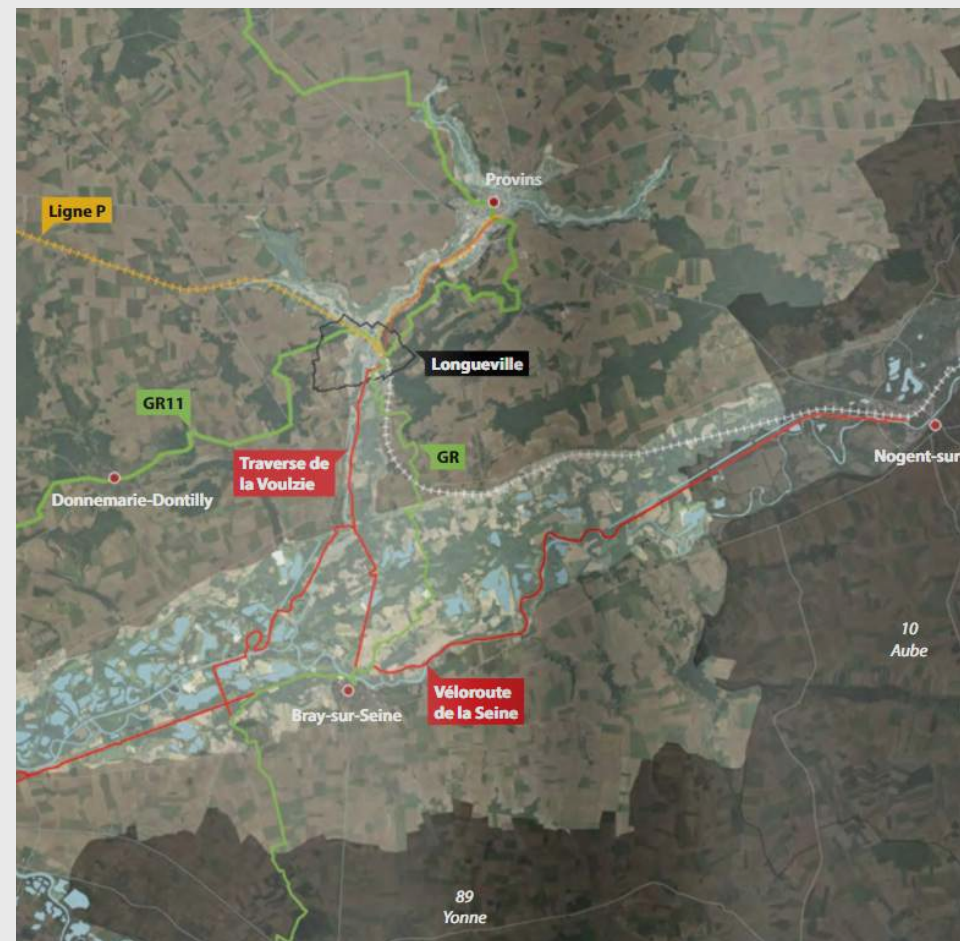 Provins
Ligne P
Longueville
GR11
GR
Traverse de
la Voulzie
Nogent-sur
Donnemarie-Dontilly
10
Aube
Véloroute
de la Seine
Bray-sur-Seine
89
Yonne